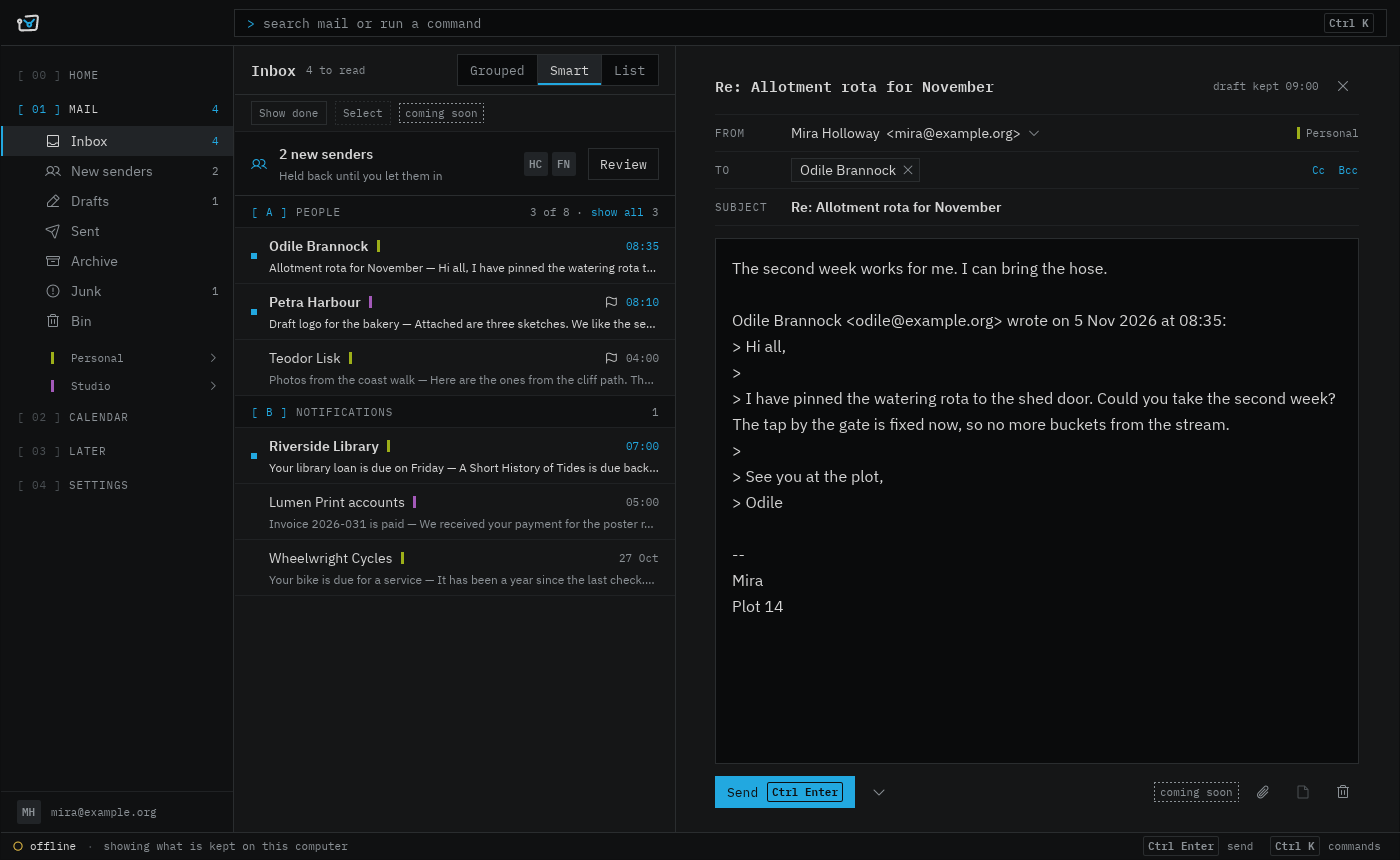 > search mail or run a command
Ctrl K
[ 00 ] HOME
[ 01 ] MAIL 4
Inbox 4
New senders 2
Drafts 1
Sent
Archive
Junk 1
Bin
Personal
Studio
[ 02 ] CALENDAR
[ 03 ] LATER
[ 04 ] SETTINGS
MH mira@example.org
Inbox 4 to read
Grouped Smart List
Show done Select coming soon
2 new senders
Held back until you let them in
HC FN Review
[ A ] PEOPLE 3 of 8 · show all 3
Odile Brannock 08:35
Allotment rota for November — Hi all, I have pinned the watering rota t…
Petra Harbour 08:10
Draft logo for the bakery — Attached are three sketches. We like the se…
Teodor Lisk 04:00
Photos from the coast walk — Here are the ones from the cliff path. Th…
[ B ] NOTIFICATIONS 1
Riverside Library 07:00
Your library loan is due on Friday — A Short History of Tides is due back…
Lumen Print accounts 05:00
Invoice 2026-031 is paid — We received your payment for the poster r…
Wheelwright Cycles 27 Oct
Your bike is due for a service — It has been a year since the last check.…
Re: Allotment rota for November draft kept 09:00
FROM Mira Holloway <mira@example.org> Personal
TO Odile Brannock Cc Bcc
SUBJECT Re: Allotment rota for November
The second week works for me. I can bring the hose.
Odile Brannock <odile@example.org> wrote on 5 Nov 2026 at 08:35:
> Hi all,
>
> I have pinned the watering rota to the shed door. Could you take the second week?
The tap by the gate is fixed now, so no more buckets from the stream.
>
> See you at the plot,
> Odile
--
Mira
Plot 14
Send Ctrl Enter
coming soon
offline · showing what is kept on this computer
Ctrl Enter send Ctrl K commands